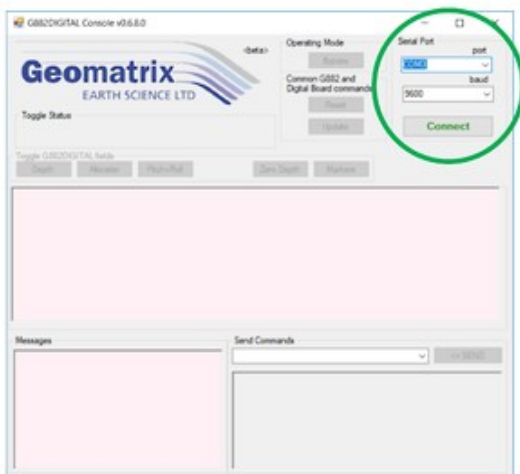 G882DIGITAL Console v0.6.8.0
<beta>
Geomatrix
EARTH SCIENCE LTD
Toggle Status
Operating Mode
Common G882 and
Digital Board commands
Reset
Update
Serial Port
port
baud
9600
Connect
Toggle G882DIGITAL fields
Depth
Altimeter
Pitch+Roll
Zero Depth
Markers
Messages
Send Commands
>> SEND